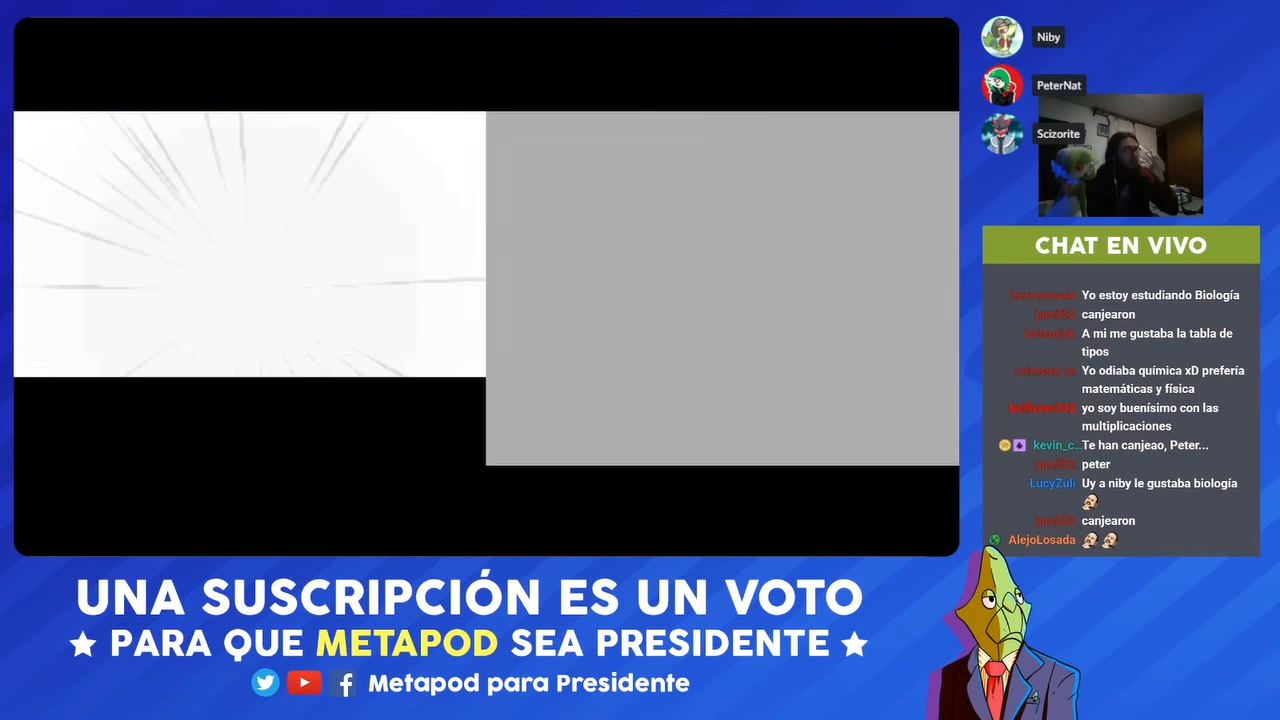 Niby
PeterNat
Scizorite
CHAT EN VIVO
Yo estoy estudiando Biología
canjearon
A mi me gustaba la tabla de
tipos
Yo odiaba química xD prefería
matemáticas y física
yo soy buenísimo con las
multiplicaciones
kevin_c... Te han canjeao, Peter...
peter
LucyZuli Uy a niby le gustaba biología
canjearon
AlejoLosada
UNA SUSCRIPCIÓN ES UN VOTO
★ PARA QUE METAPOD SEA PRESIDENTE ★
Metapod para Presidente